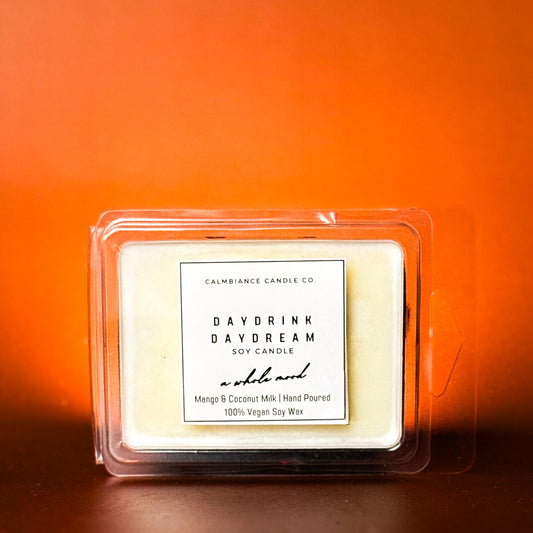 CALMBIANCE CANDLE CO.
DAYDRINK
DAYDREAM
SOY CANDLE
a whole mood
Mango & Coconut Milk | Hand Poured
100% Vegan Soy Wax